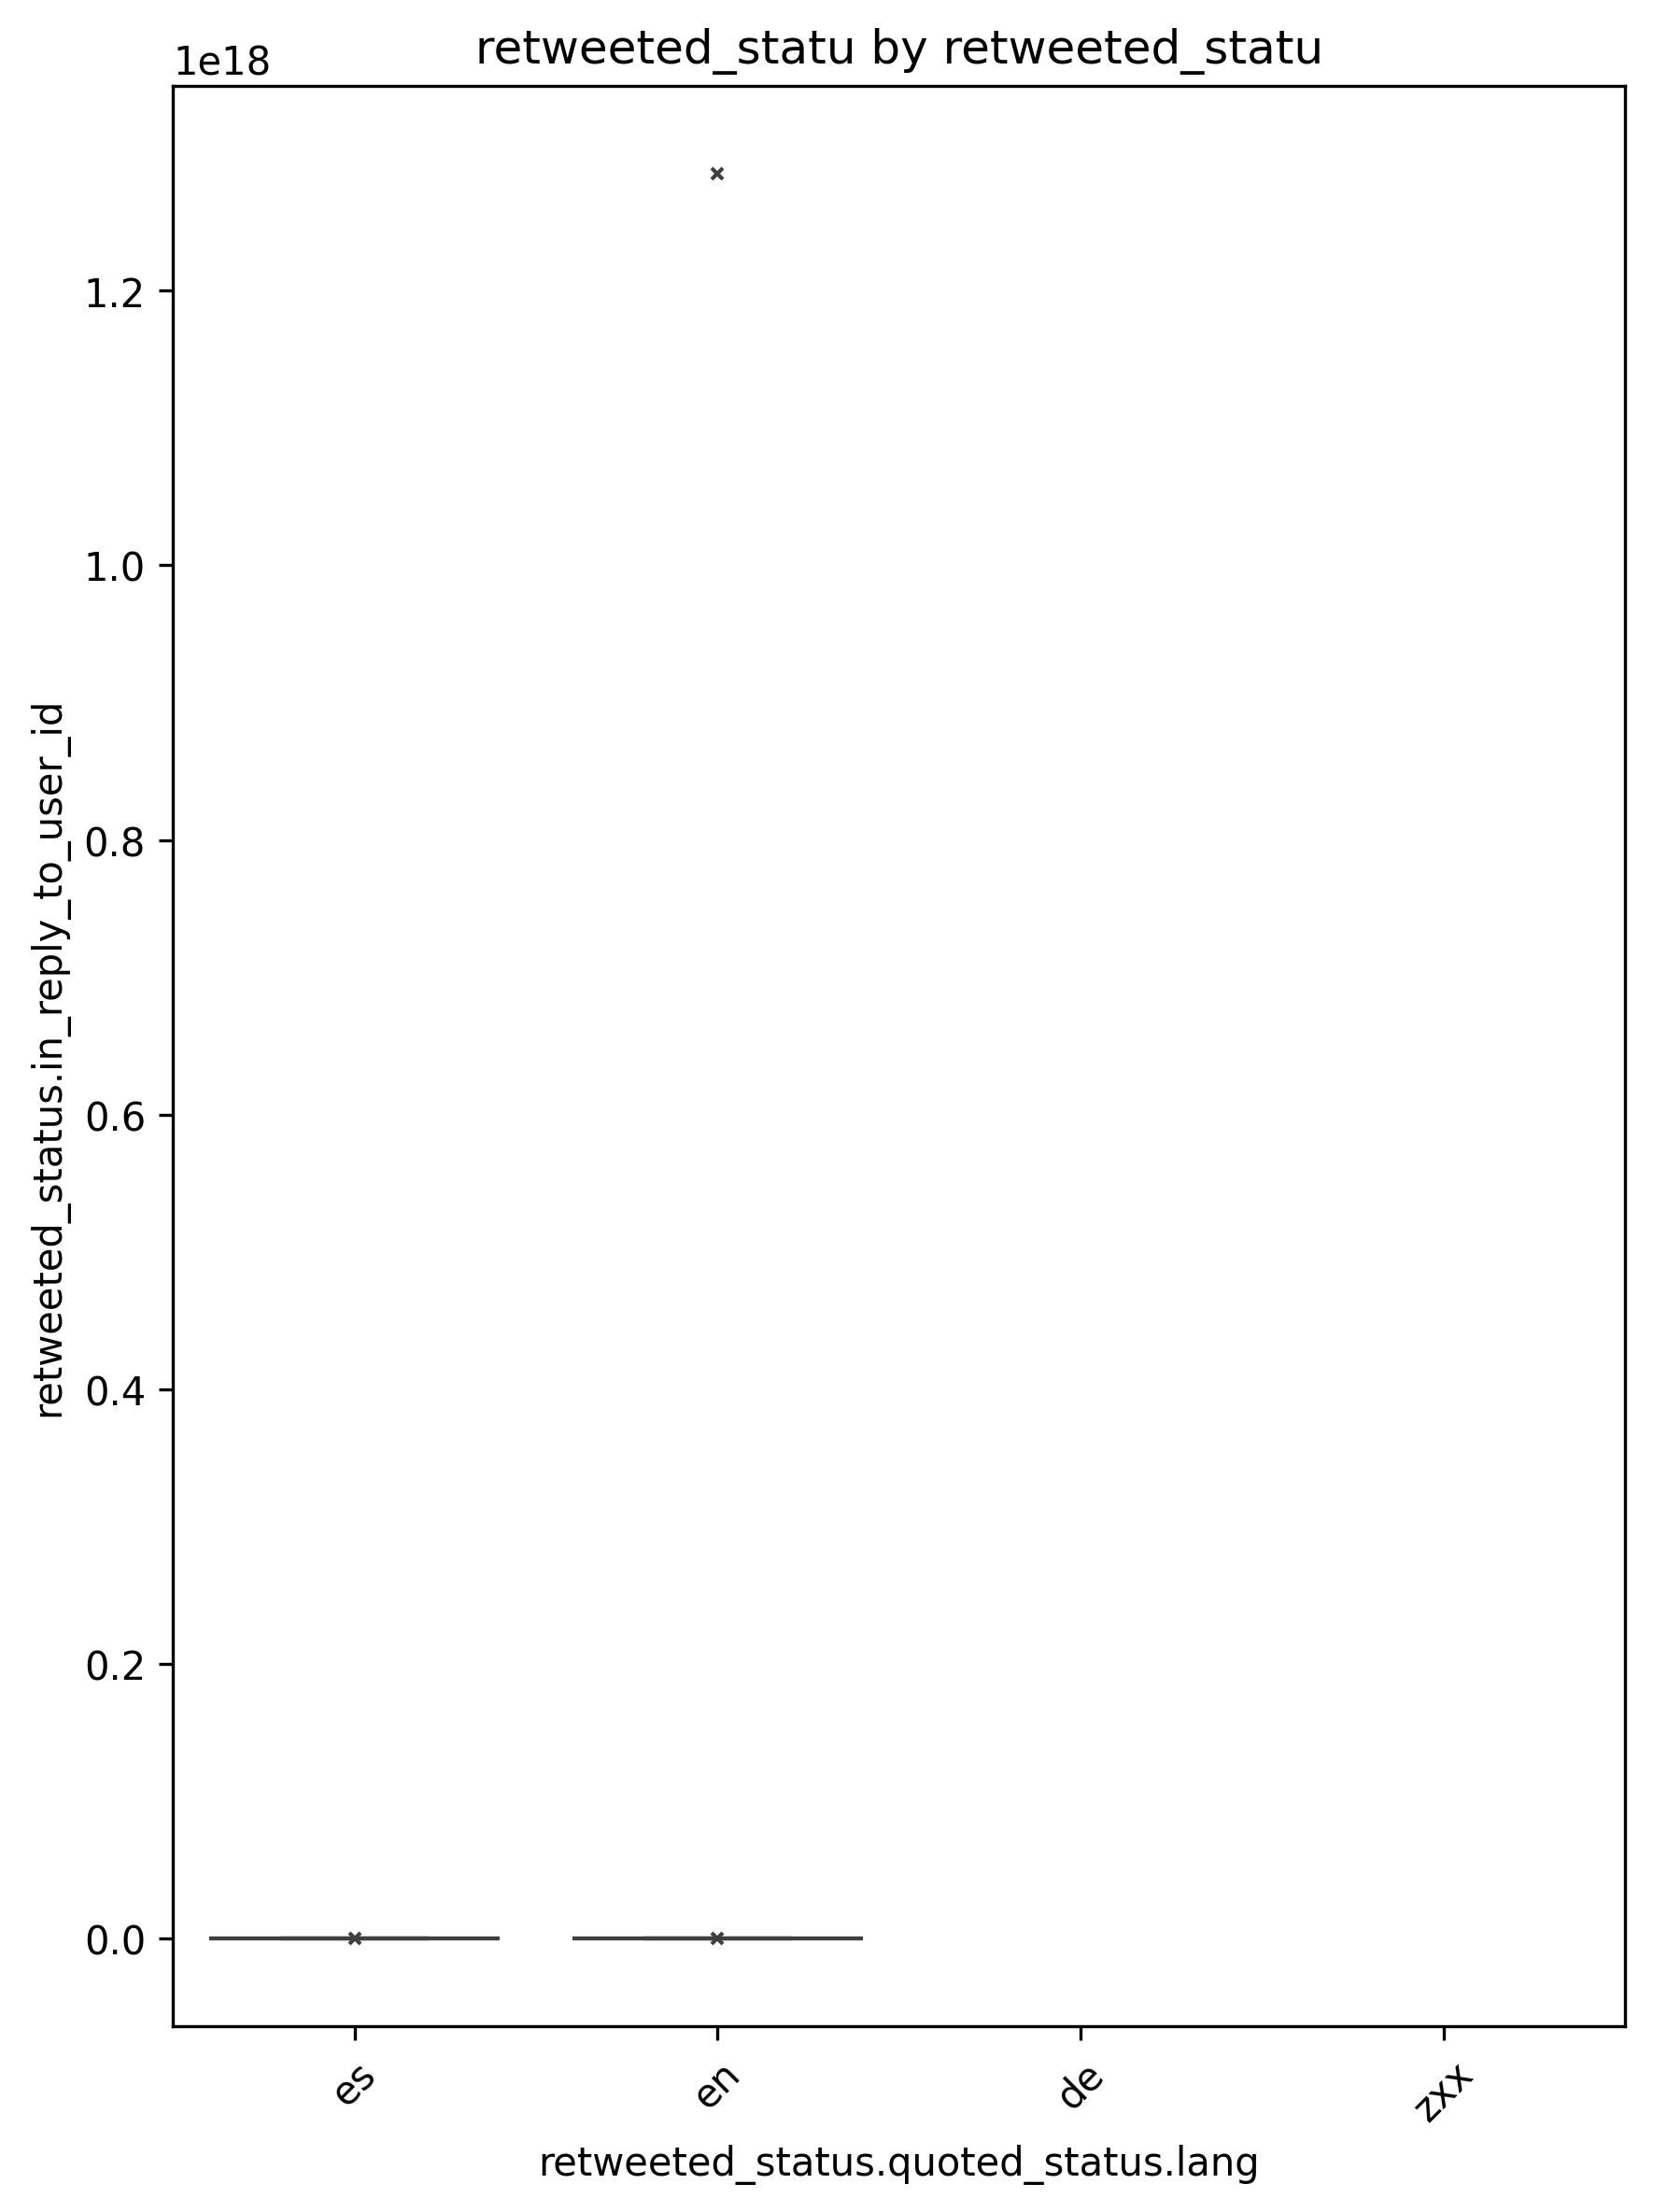 retweeted_statu by retweeted_statu
1e18
1.2
1.0
0.8
0.6
0.4
0.2
0.0
retweeted_status.in_reply_to_user_id
es
en
de
zxx
retweeted_status.quoted_status.lang